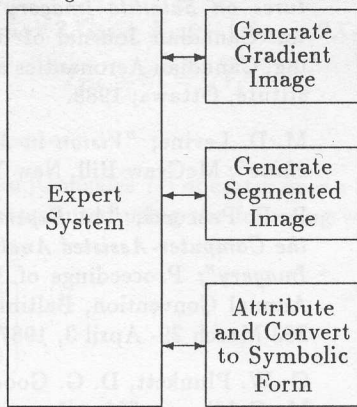 Generate
Gradient
Image
Expert
System
Generate
Segmented
Image
Attribute
and Convert
to Symbolic
Form